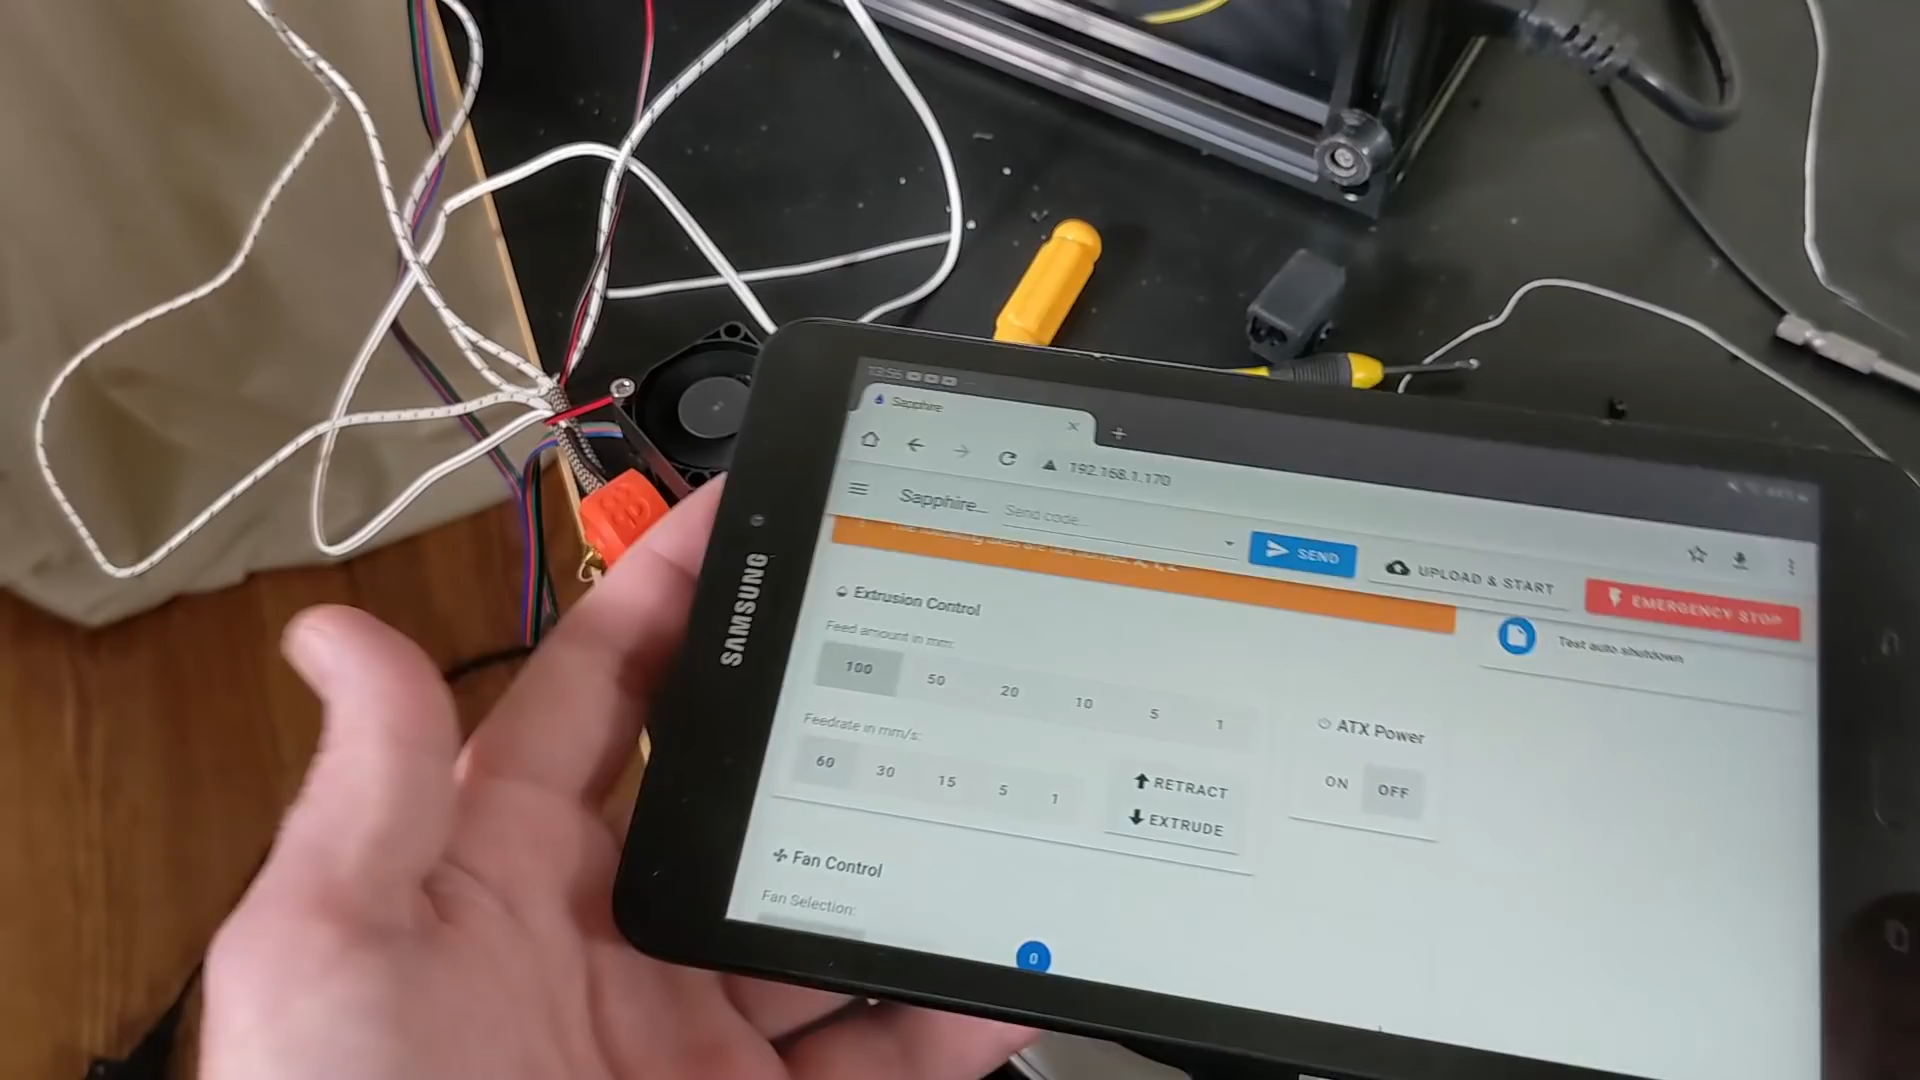 13:56
Sapphire
192.168.1.170
Sapphire...
Send code...
SEND
UPLOAD & START
EMERGENCY STOP
Test auto shutdown
Extrusion Control
Feed amount in mm:
100 50 20 10 5 1
Feedrate in mm/s:
60 30 15 5 1
RETRACT
EXTRUDE
ATX Power
ON OFF
Fan Control
Fan Selection:
0
SAMSUNG